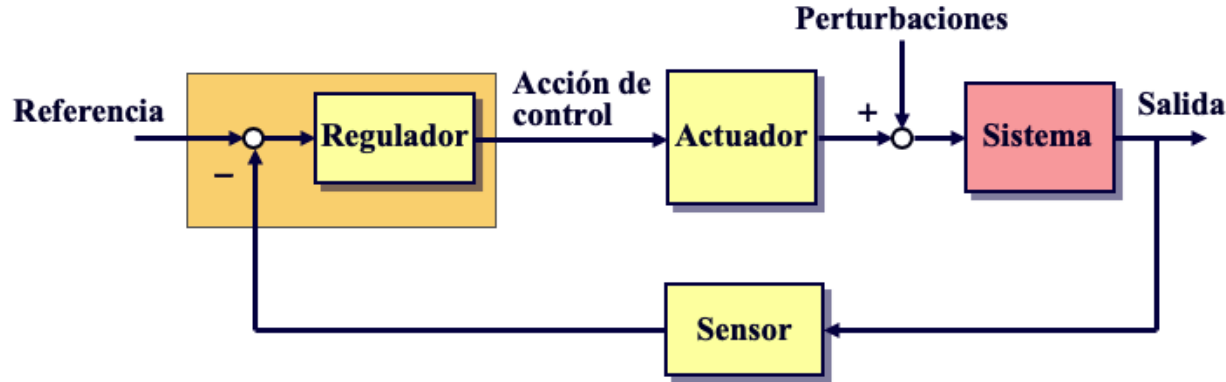 Perturbaciones
Referencia
Acción de
control
Salida
Regulador
Actuador
+
Sistema
−
Sensor